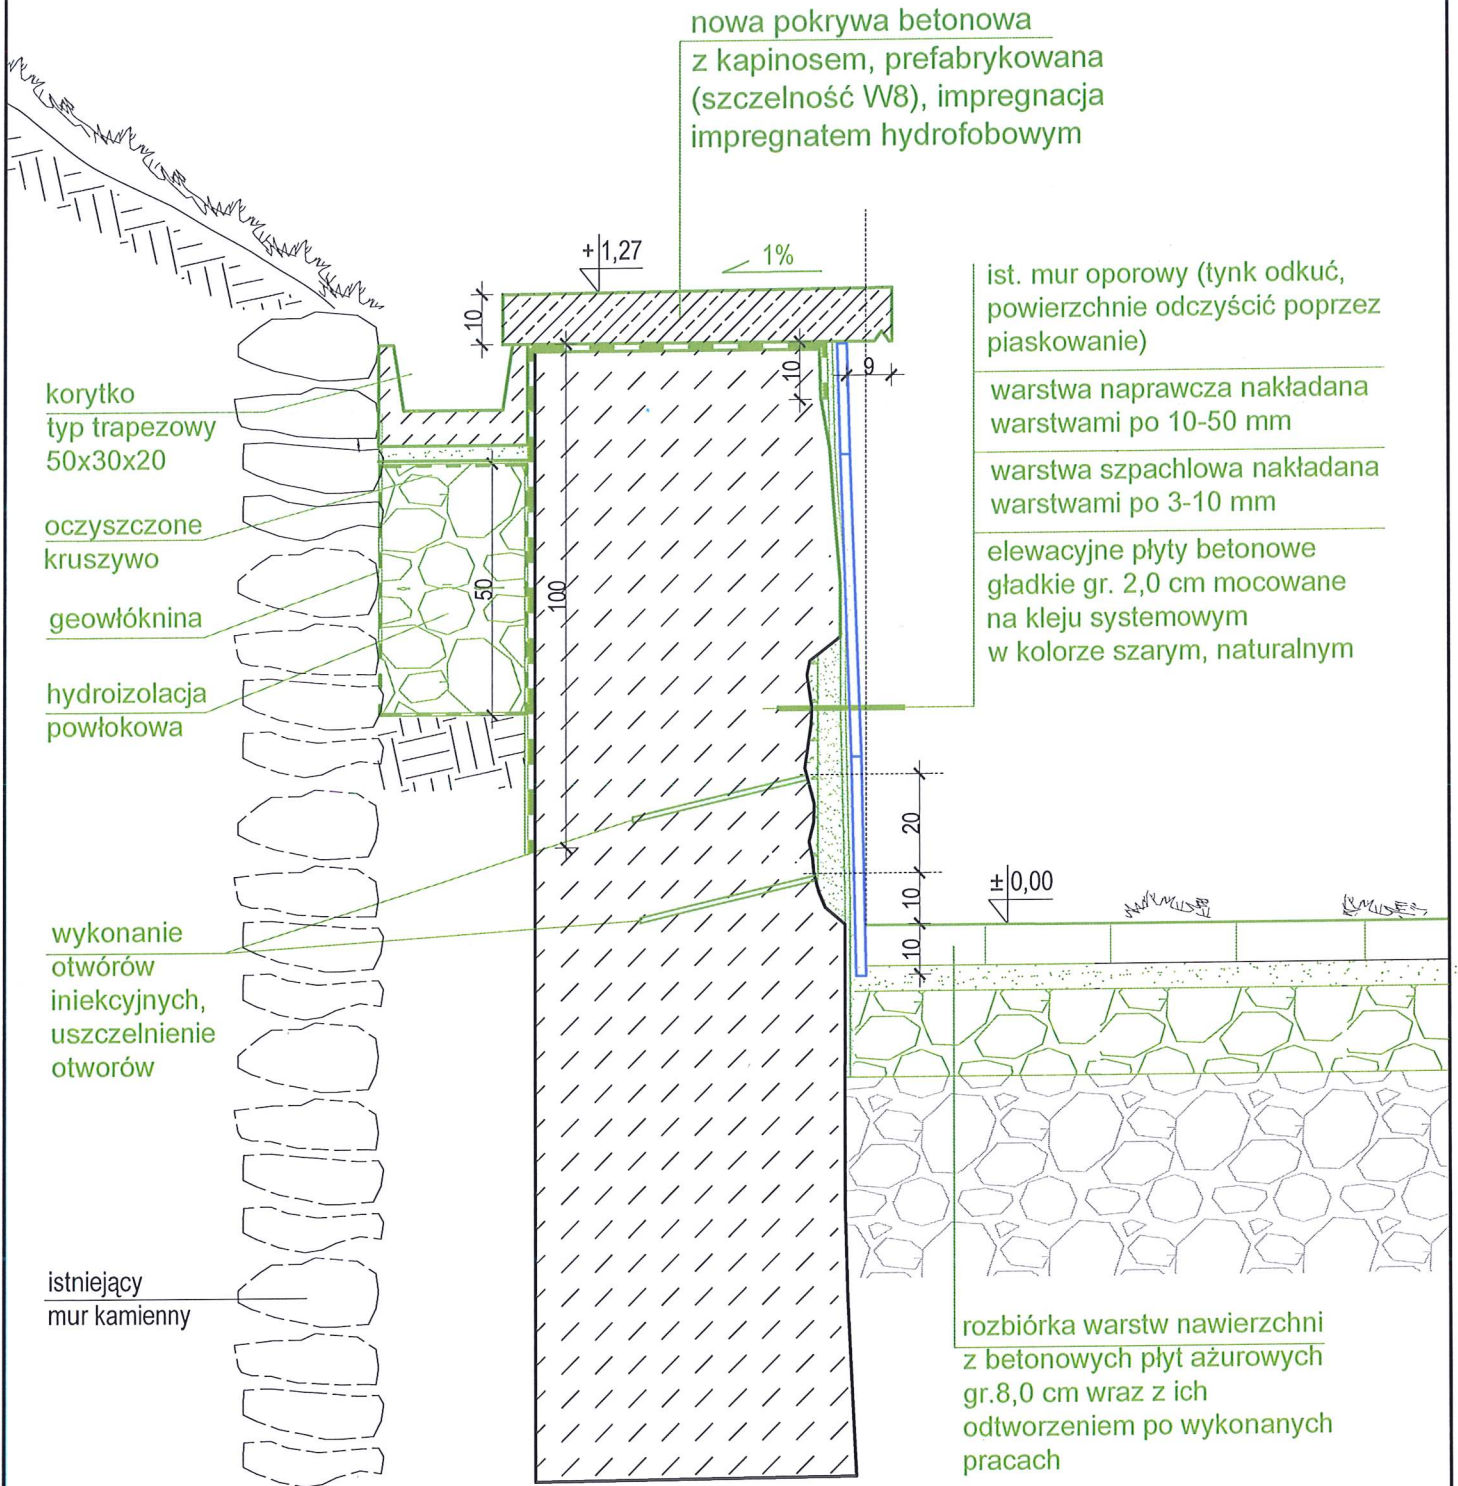 nowa pokrywa betonowa
z kapinosem, prefabrykowana
(szczelność W8), impregnacja
impregnatem hydrofobowym
+1,27
1%
ist. mur oporowy (tynk odkuć,
powierzchnie odczyścić poprzez
piaskowanie)
warstwa naprawcza nakładana
warstwami po 10-50 mm
warstwa szpachlowa nakładana
warstwami po 3-10 mm
elewacyjne płyty betonowe
gładkie gr. 2,0 cm mocowane
na kleju systemowym
w kolorze szarym, naturalnym
10
10
9
korytko
typ trapezowy
50x30x20
oczyszczone
kruszywo
geowłóknina
hydroizolacja
powłokowa
50
100
20
10
10
±0,00
wykonanie
otwórów
iniekcyjnych,
uszczelnienie
otworów
istniejący
mur kamienny
rozbiórka warstw nawierzchni
z betonowych płyt ażurowych
gr.8,0 cm wraz z ich
odtworzeniem po wykonanych
pracach